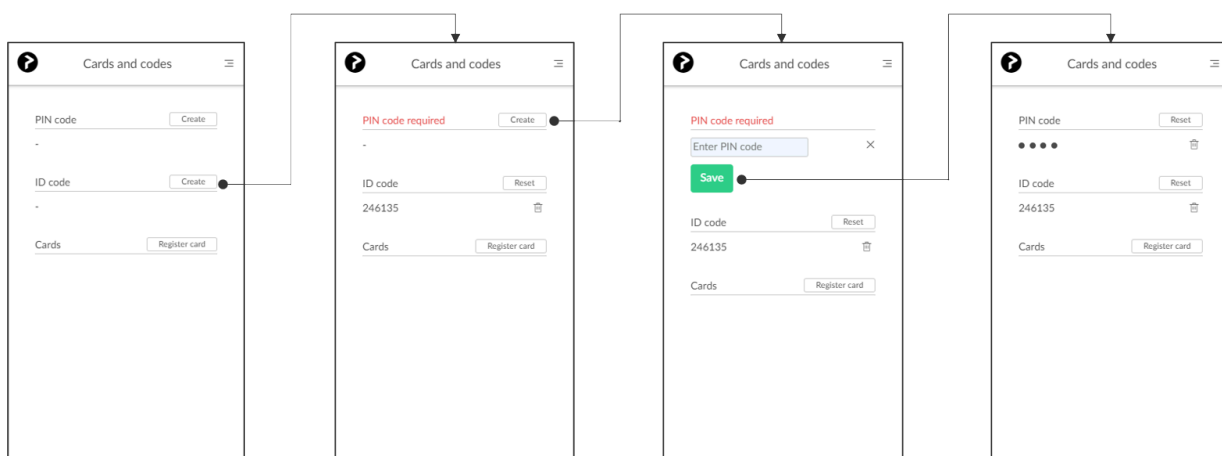 Cards and codes
PIN code Create
-
ID code Create
-
Cards Register card
Cards and codes
PIN code required Create
-
ID code Reset
246135
Cards Register card
Cards and codes
PIN code required
Enter PIN code
Save
ID code Reset
246135
Cards Register card
Cards and codes
PIN code Reset
ID code Reset
246135
Cards Register card